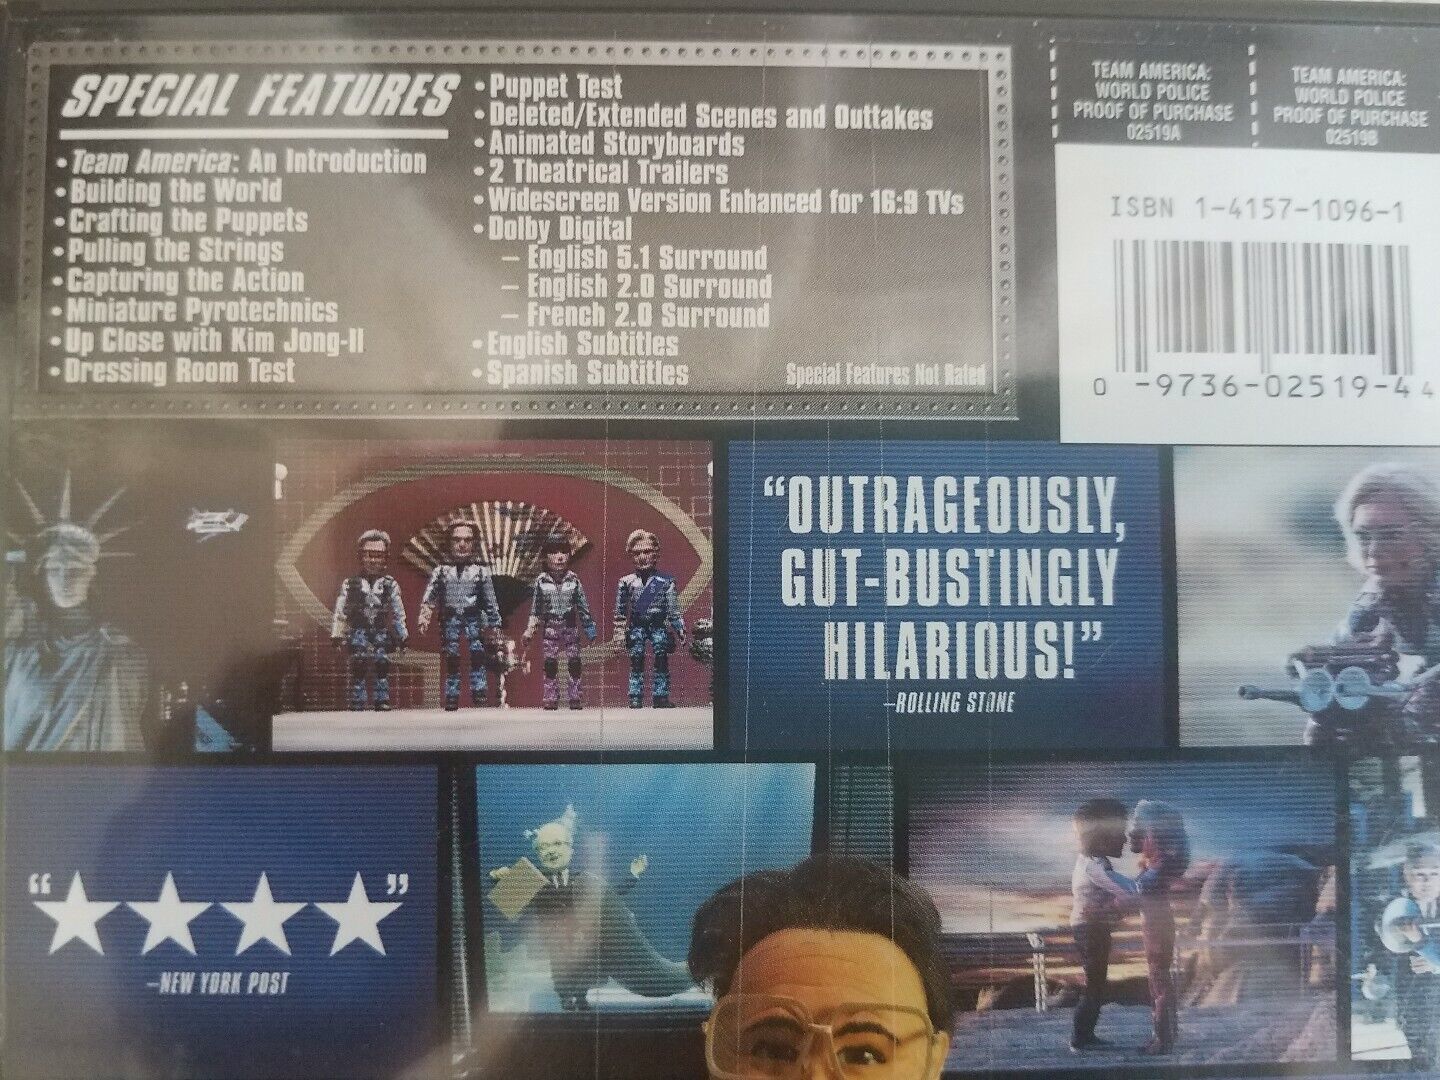 SPECIAL FEATURES
• Team America: An Introduction
• Building the World
• Crafting the Puppets
• Pulling the Strings
• Capturing the Action
• Miniature Pyrotechnics
• Up Close with Kim Jong-Il
• Dressing Room Test
• Puppet Test
• Deleted/Extended Scenes and Outtakes
• Animated Storyboards
• 2 Theatrical Trailers
• Widescreen Version Enhanced for 16:9 TVs
• Dolby Digital
– English 5.1 Surround
– English 2.0 Surround
– French 2.0 Surround
• English Subtitles
• Spanish Subtitles
Special Features Not Rated
TEAM AMERICA:
WORLD POLICE
PROOF OF PURCHASE
02519A
TEAM AMERICA:
WORLD POLICE
PROOF OF PURCHASE
02519B
ISBN 1-4157-1096-1
0 -9736-02519-4 4
“OUTRAGEOUSLY,
GUT-BUSTINGLY
HILARIOUS!”
–ROLLING STONE
“★★★★”
–NEW YORK POST